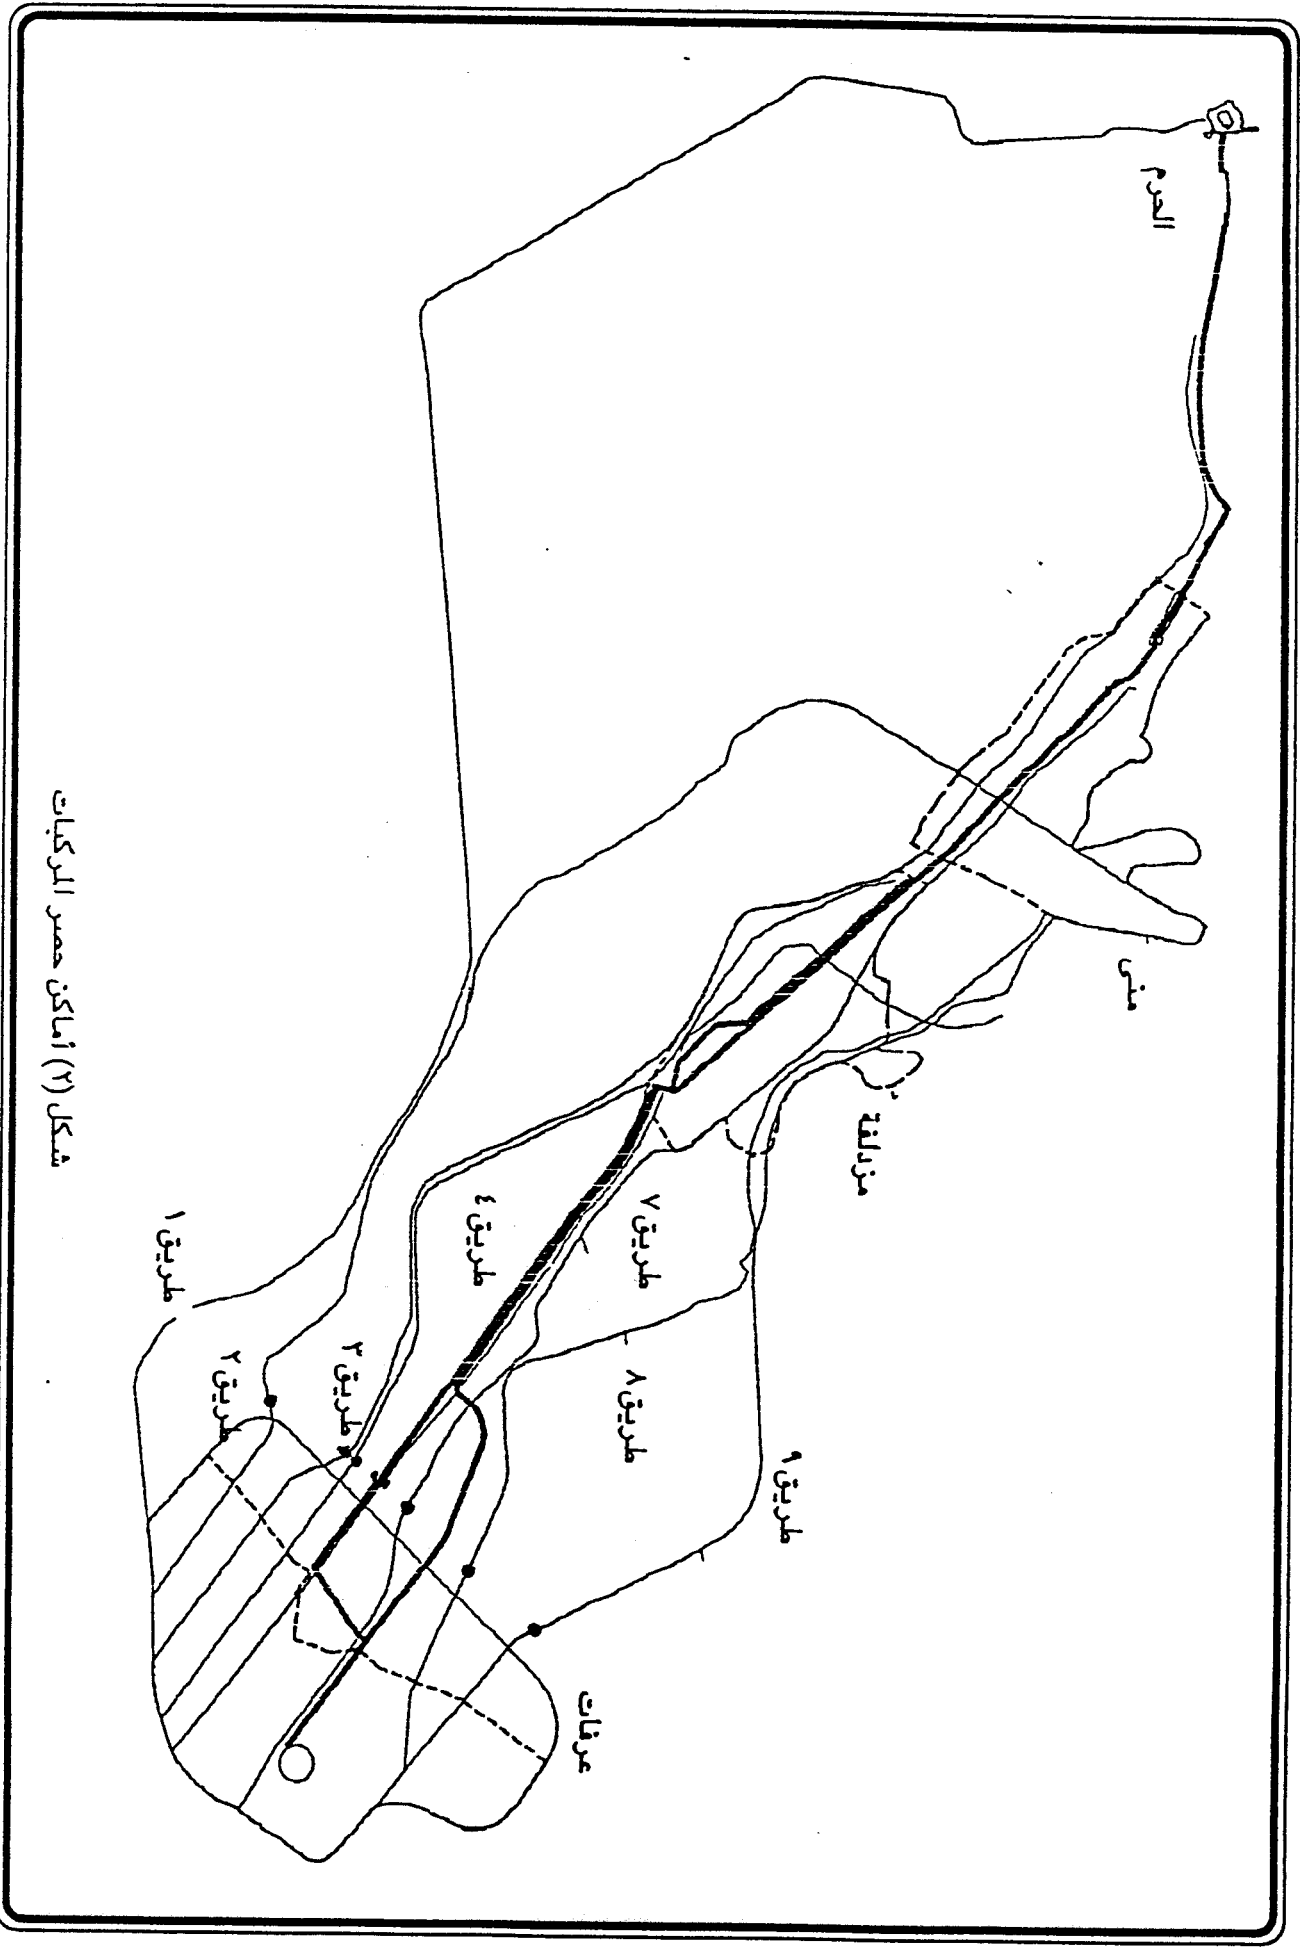 الحرم
منى
مزدلفة
عرفات
طريق ١
طريق ٢
طريق ٣
طريق ٤
طريق ٧
طريق ٨
طريق ٩
شكل (٢) أماكن حصر المركبات